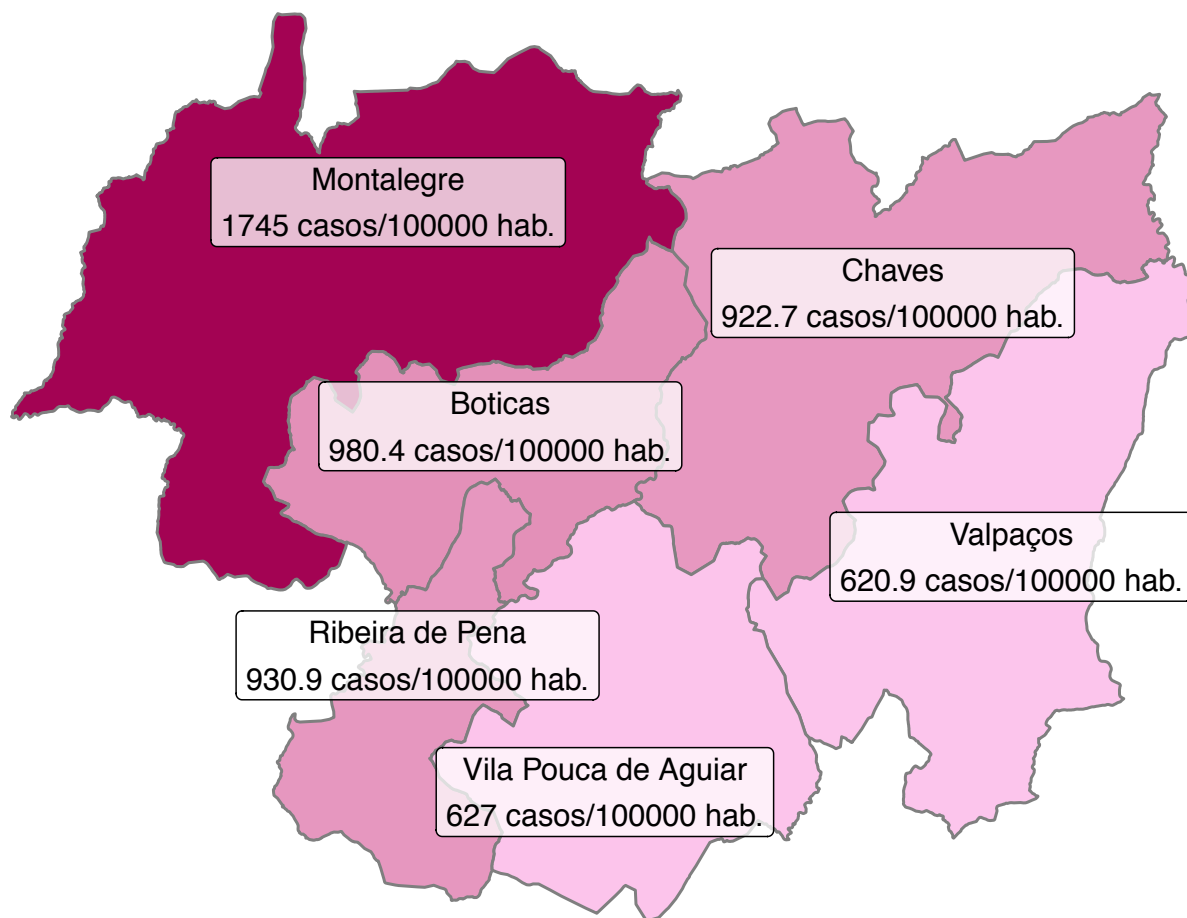 Montalegre
1745 casos/100000 hab.
Chaves
922.7 casos/100000 hab.
Boticas
980.4 casos/100000 hab.
Valpaços
620.9 casos/100000 hab.
Ribeira de Pena
930.9 casos/100000 hab.
Vila Pouca de Aguiar
627 casos/100000 hab.